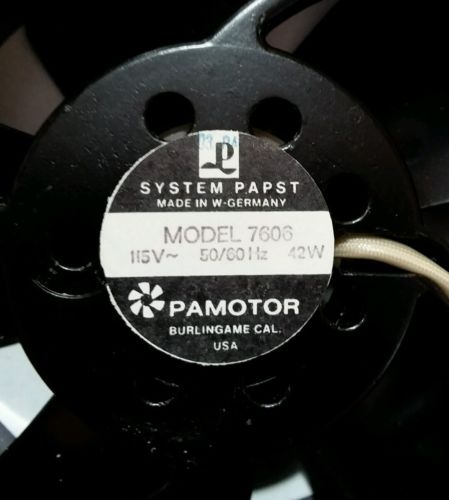 SYSTEM PAPST
MADE IN W-GERMANY
MODEL 7606
115V~ 50/60Hz 42W
PAMOTOR
BURLINGAME CAL.
USA